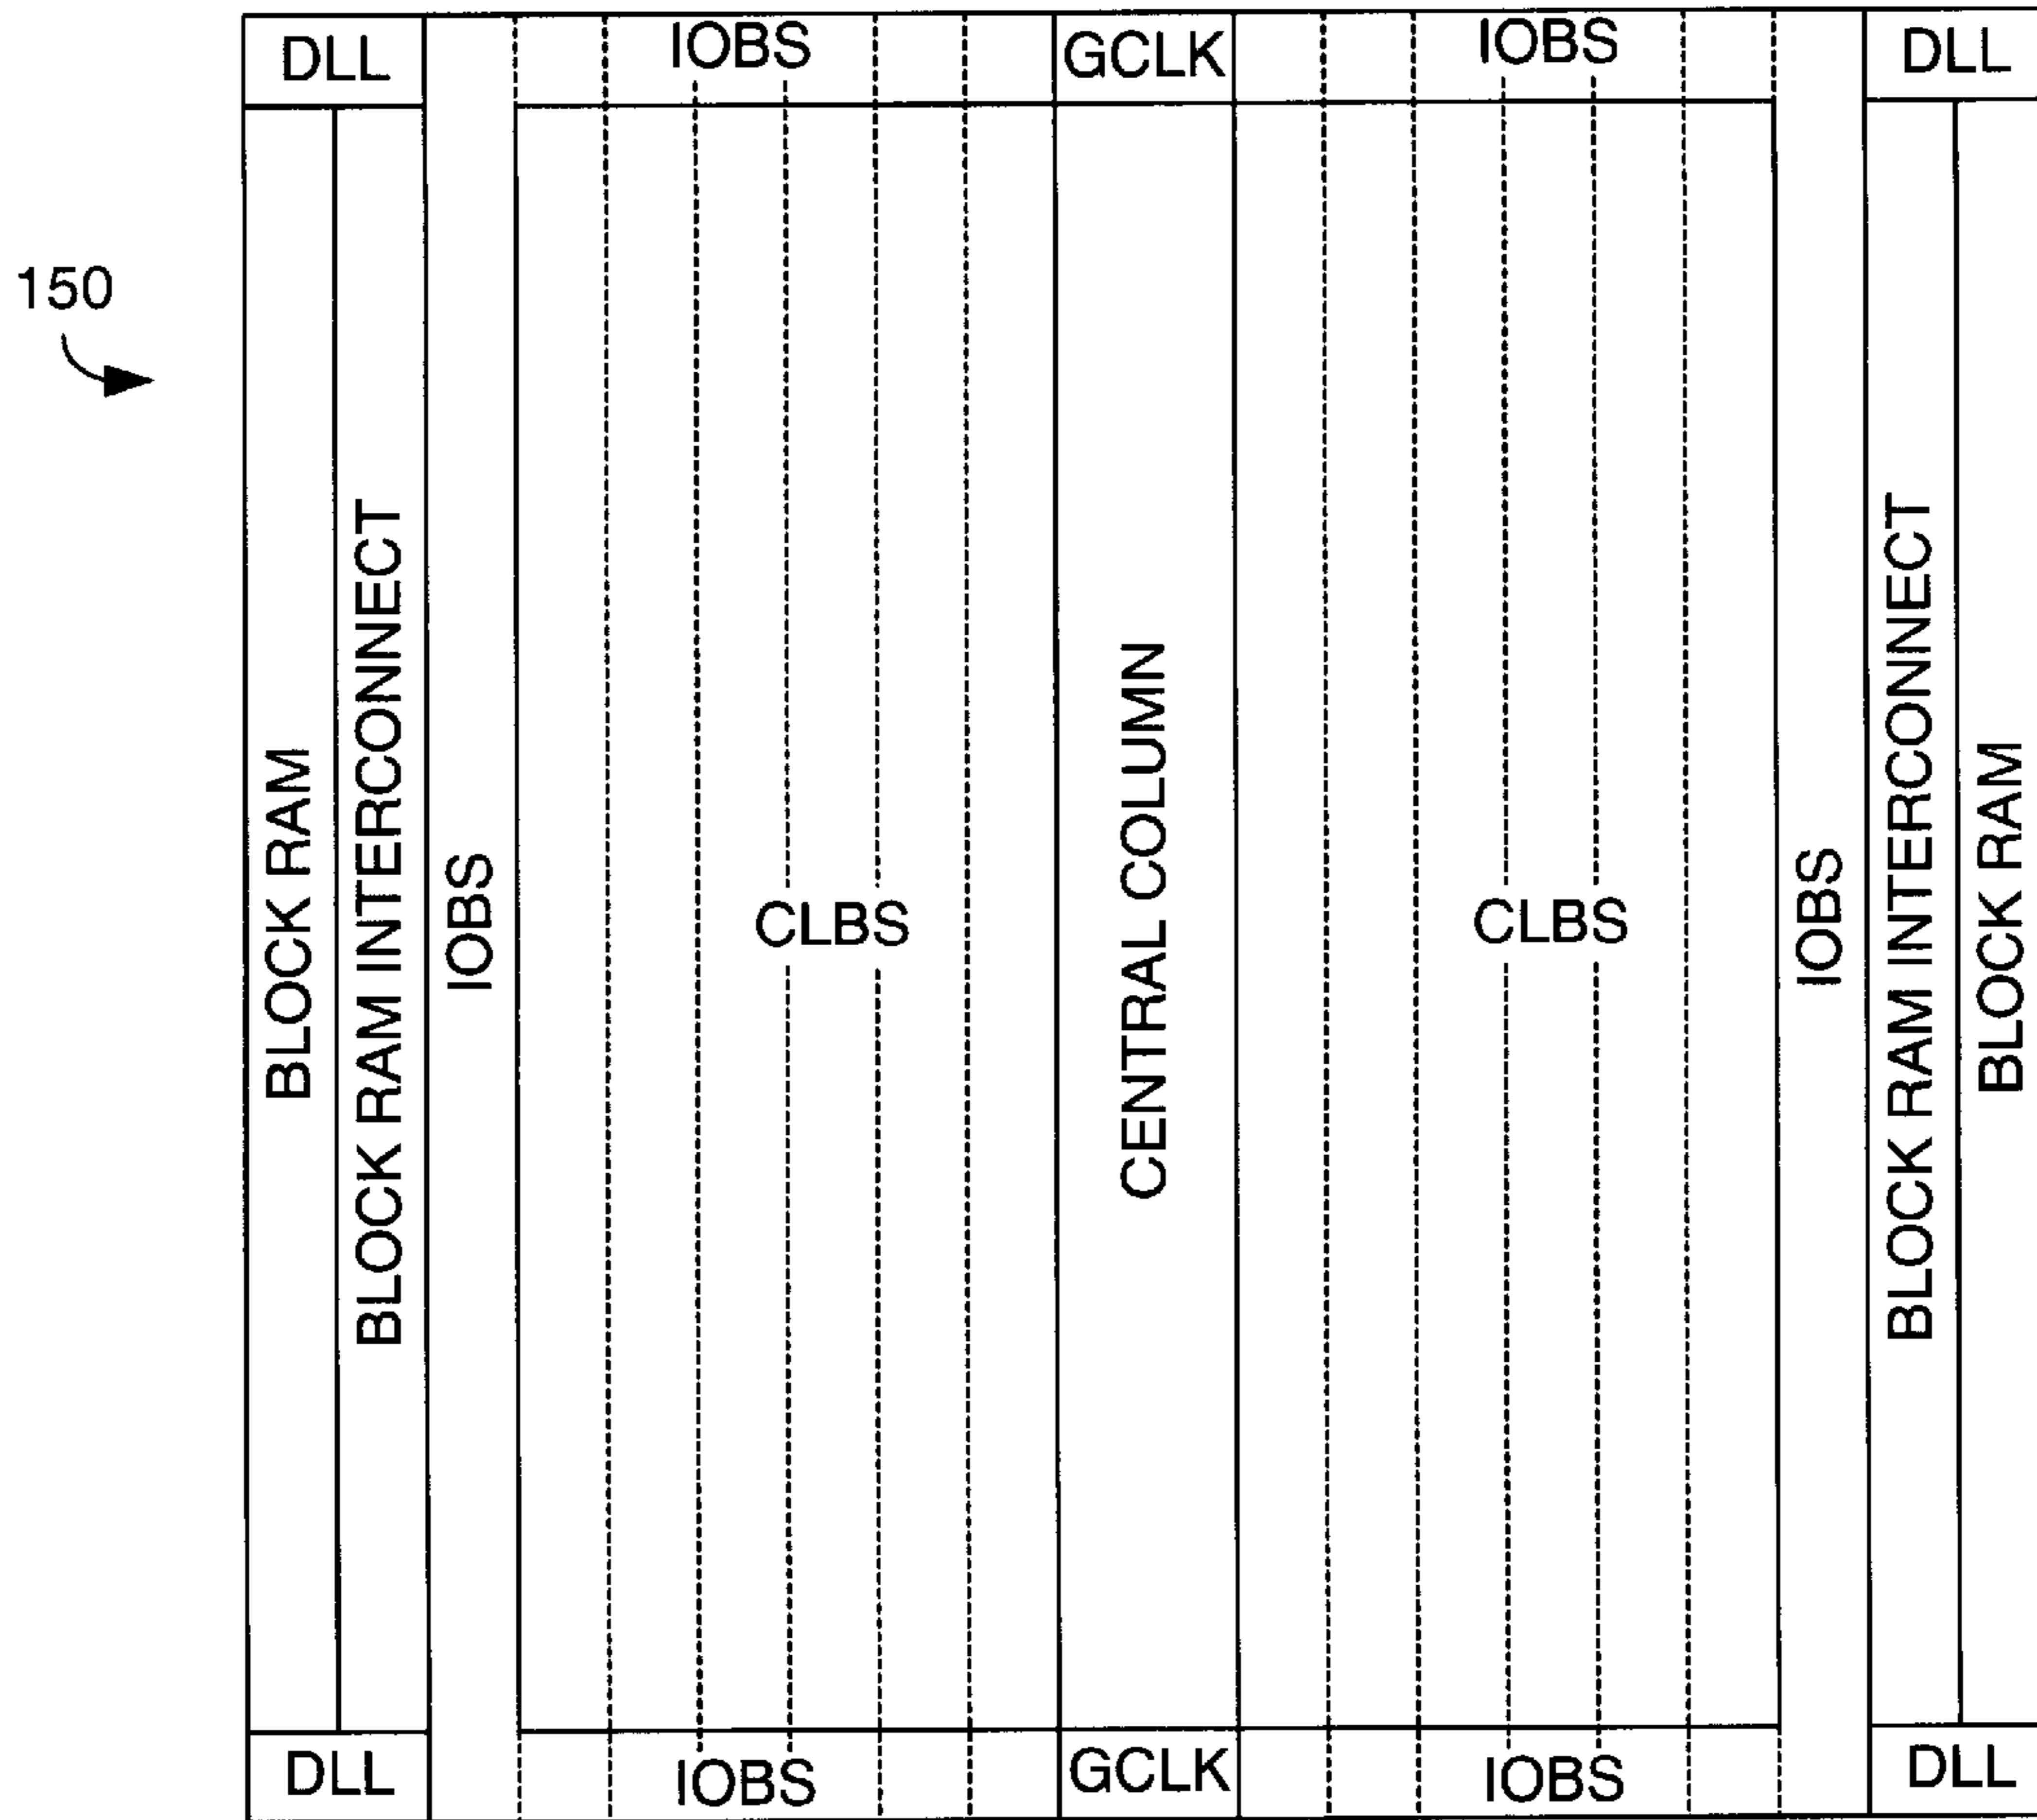 DLL
IOBS
GCLK
IOBS
DLL
150
BLOCK RAM
BLOCK RAM INTERCONNECT
IOBS
CLBS
CENTRAL COLUMN
CLBS
IOBS
BLOCK RAM INTERCONNECT
BLOCK RAM
DLL
IOBS
GCLK
IOBS
DLL